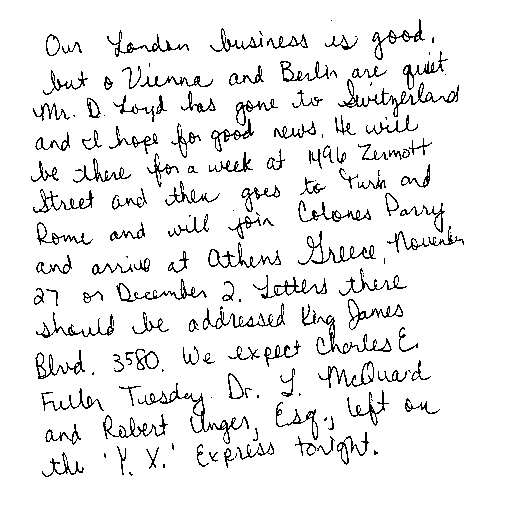 Our London business is good,
but o Vienna and Berlin are quiet
Mr. D. Loyd has gone to Switzerland
and I hope for good news. He will
be there for a week at 1496 Zermott
Street and then goes to Turin and
Rome and will join Colones Parry
and arrive at Athens Greece, November
27 or December 2. Letters there
should be addressed King James
Blvd. 3580. We expect Charles E.
Fuller Tuesday. Dr. L. McQuaid
and Robert Unger, Esq., left on
the 'Y. X.' Express tonight.